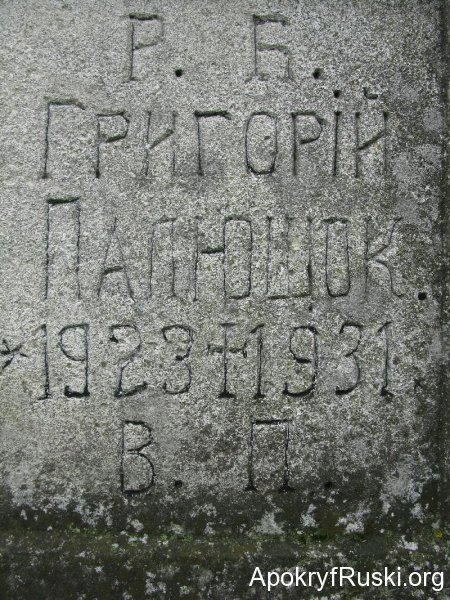 Р. Б.
Григорій
Палющок.
*1923+1931.
В. П.
ApokryfRuski.org